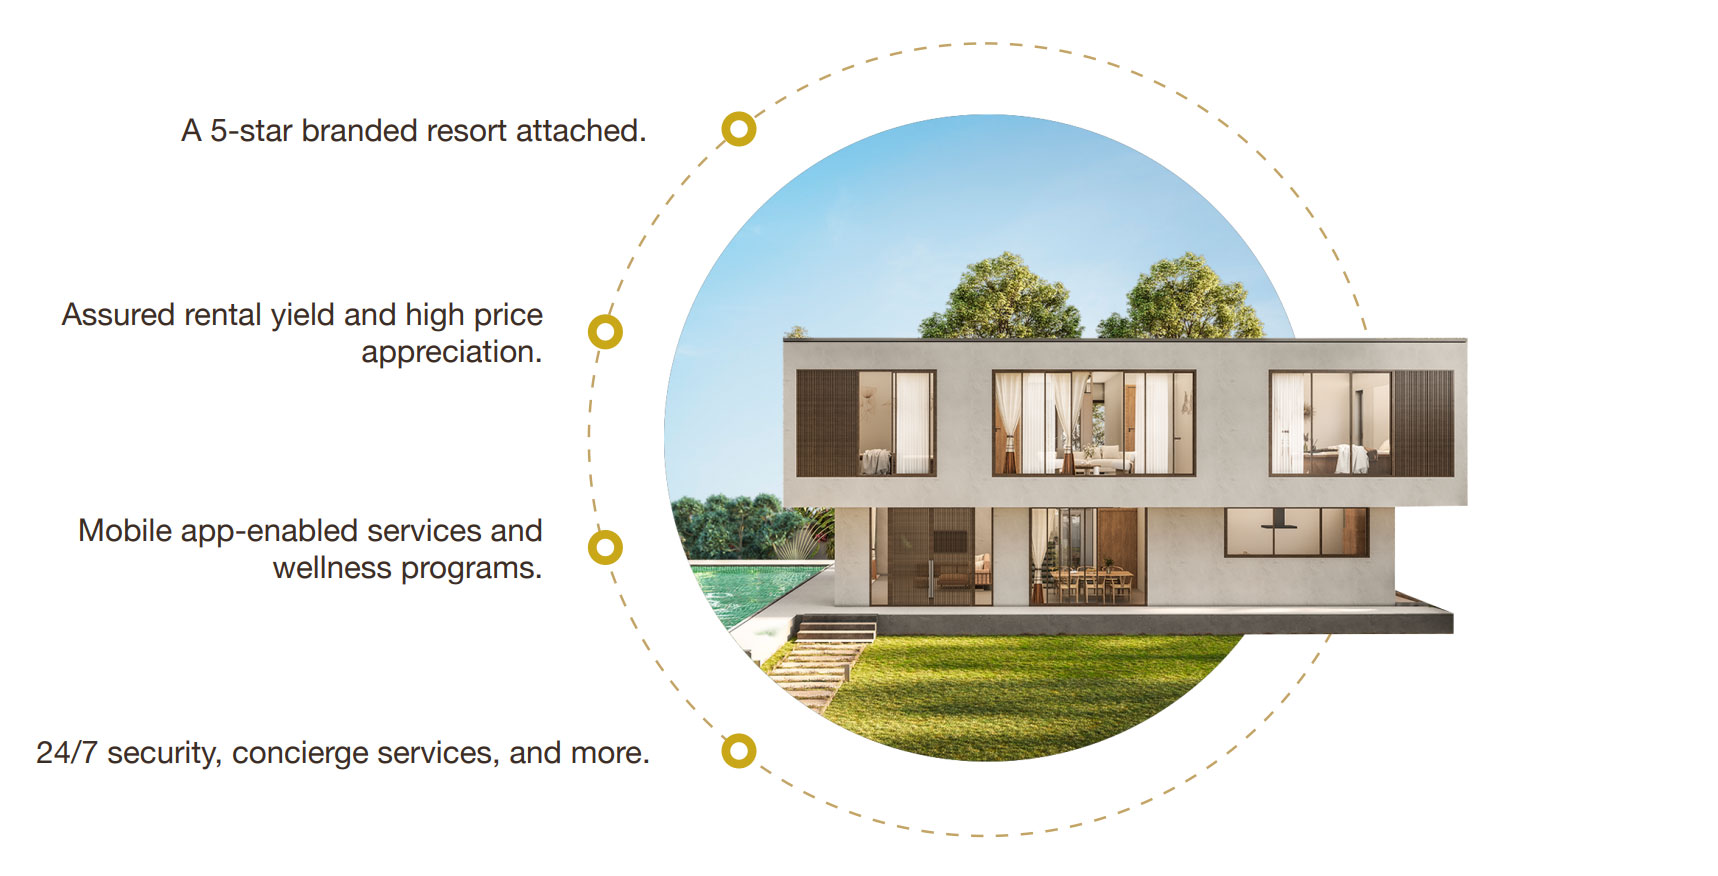 A 5-star branded resort attached.
Assured rental yield and high price
appreciation.
Mobile app-enabled services and
wellness programs.
24/7 security, concierge services, and more.